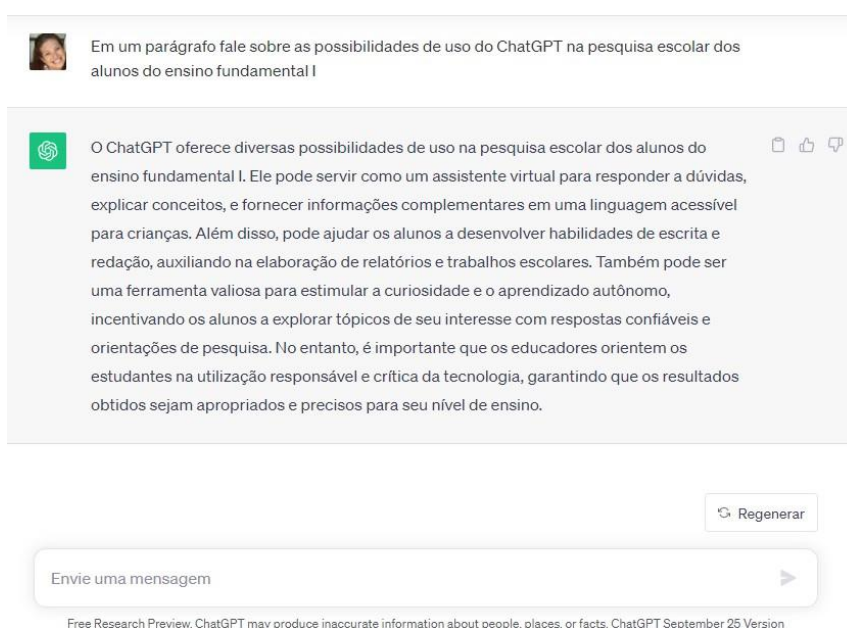 Em um parágrafo fale sobre as possibilidades de uso do ChatGPT na pesquisa escolar dos
alunos do ensino fundamental I
O ChatGPT oferece diversas possibilidades de uso na pesquisa escolar dos alunos do
ensino fundamental I. Ele pode servir como um assistente virtual para responder a dúvidas,
explicar conceitos, e fornecer informações complementares em uma linguagem acessível
para crianças. Além disso, pode ajudar os alunos a desenvolver habilidades de escrita e
redação, auxiliando na elaboração de relatórios e trabalhos escolares. Também pode ser
uma ferramenta valiosa para estimular a curiosidade e o aprendizado autônomo,
incentivando os alunos a explorar tópicos de seu interesse com respostas confiáveis e
orientações de pesquisa. No entanto, é importante que os educadores orientem os
estudantes na utilização responsável e crítica da tecnologia, garantindo que os resultados
obtidos sejam apropriados e precisos para seu nível de ensino.
Regenerar
Envie uma mensagem
Free Research Preview. ChatGPT may produce inaccurate information about people, places, or facts. ChatGPT September 25 Version